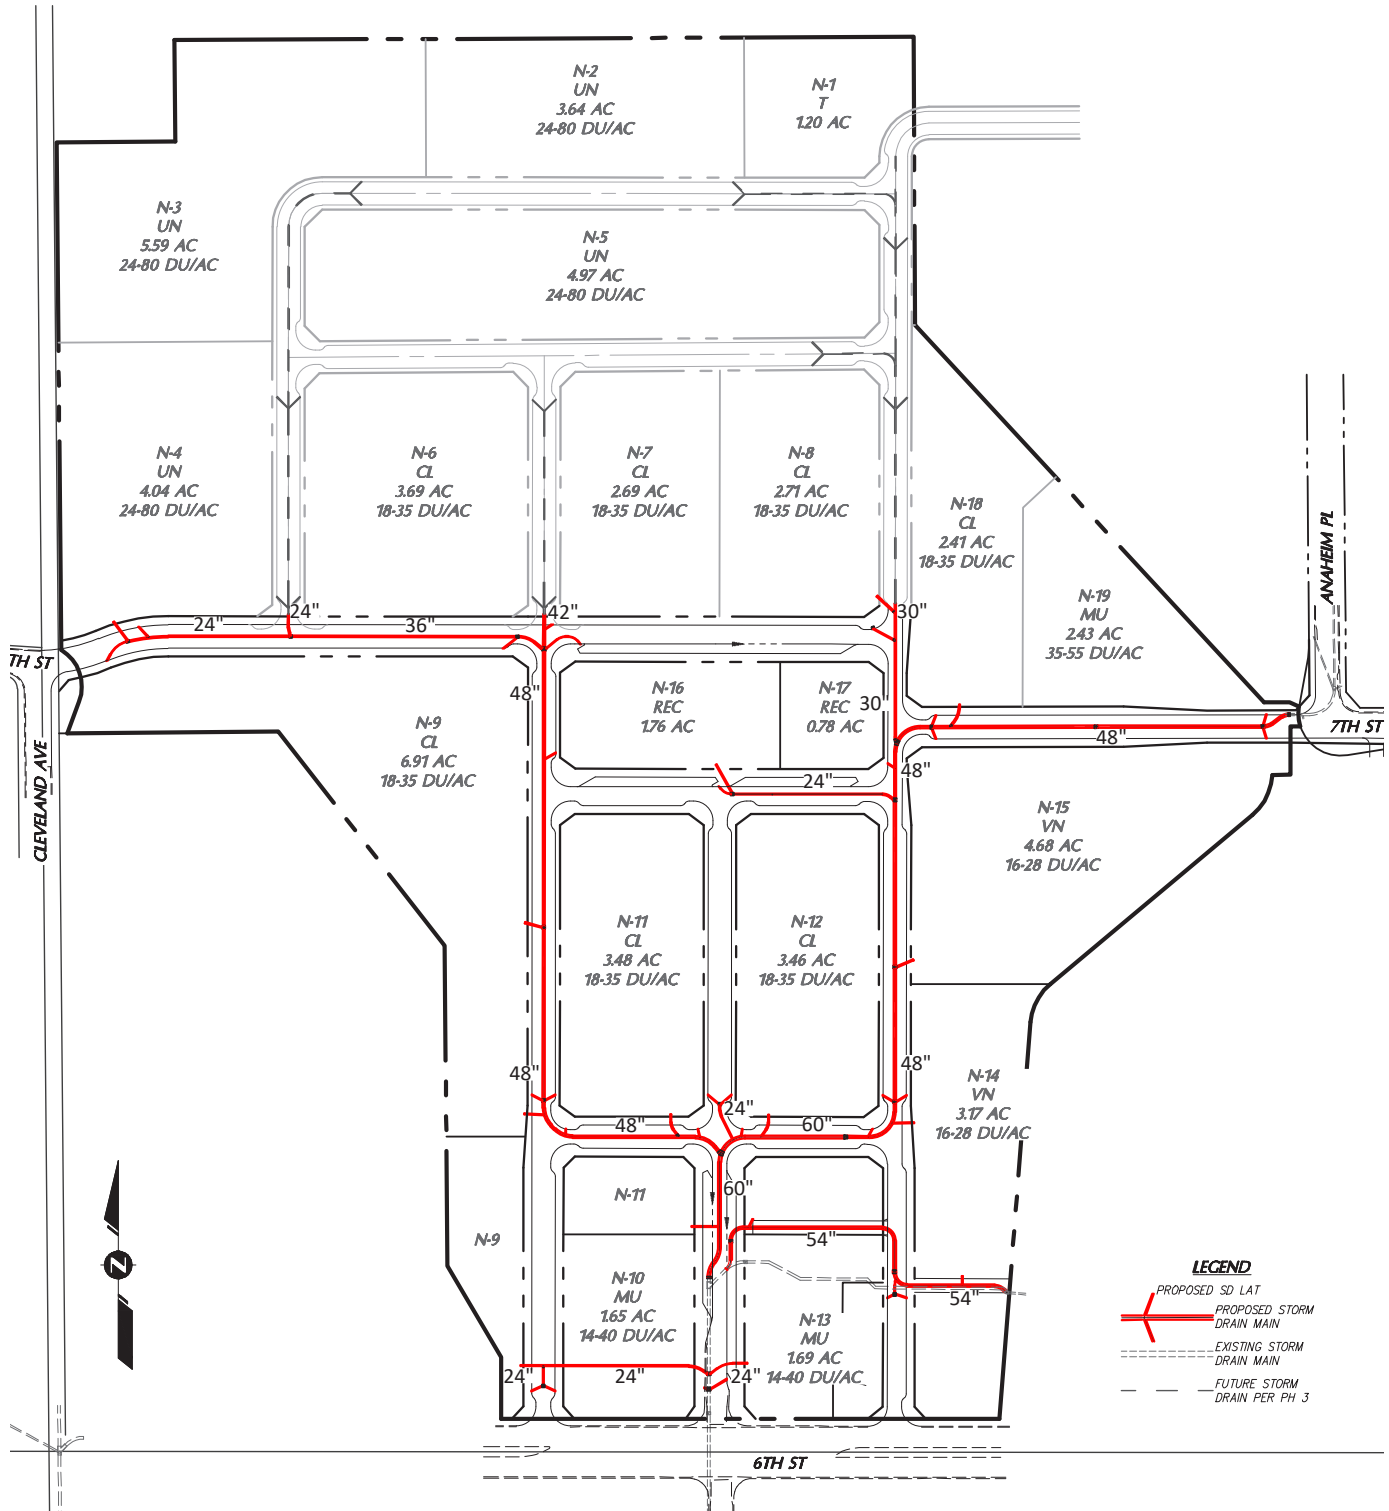 N-2
UN
3.64 AC
24-80 DU/AC
N-1
T
1.20 AC
N-3
UN
5.59 AC
24-80 DU/AC
N-5
UN
4.97 AC
24-80 DU/AC
N-4
UN
4.04 AC
24-80 DU/AC
N-6
CL
3.69 AC
18-35 DU/AC
N-7
CL
2.69 AC
18-35 DU/AC
N-8
CL
2.71 AC
18-35 DU/AC
N-18
CL
2.41 AC
18-35 DU/AC
N-19
MU
2.43 AC
35-55 DU/AC
ANAHEIM PL
24"
24"
36"
42"
30"
TH ST
48"
N-16
REC
1.76 AC
N-17
REC
0.78 AC
30"
N-9
CL
6.91 AC
18-35 DU/AC
48"
7TH ST
48"
24"
CLEVELAND AVE
N-15
VN
4.68 AC
16-28 DU/AC
N-11
CL
3.48 AC
18-35 DU/AC
N-12
CL
3.46 AC
18-35 DU/AC
48"
48"
N-14
VN
3.17 AC
16-28 DU/AC
48"
24"
60"
60"
N-11
N-9
54"
54"
N-10
MU
1.65 AC
14-40 DU/AC
N-13
MU
1.69 AC
14-40 DU/AC
24"
24"
24"
6TH ST
N
LEGEND
PROPOSED SD LAT
PROPOSED STORM
DRAIN MAIN
EXISTING STORM
DRAIN MAIN
FUTURE STORM
DRAIN PER PH 3